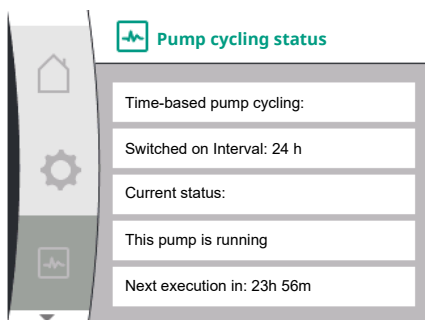 Pump cycling status
Time-based pump cycling:
Switched on Interval: 24 h
Current status:
This pump is running
Next execution in: 23h 56m